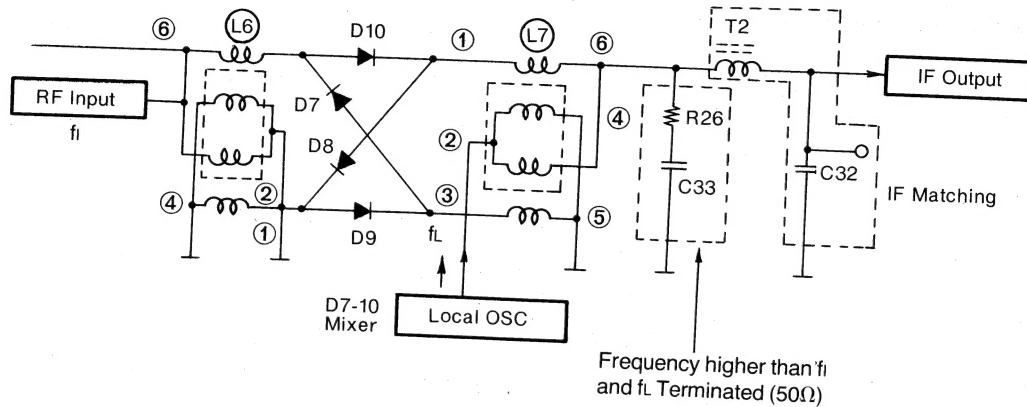 L6
D10
L7
T2
⑥
①
⑥
RF Input
fI
D7
D8
②
④
R26
C33
C32
IF Output
IF Matching
④
②
①
③
⑤
D9
fL
D7-10
Mixer
Local OSC
Frequency higher than fI
and fL Terminated (50Ω)